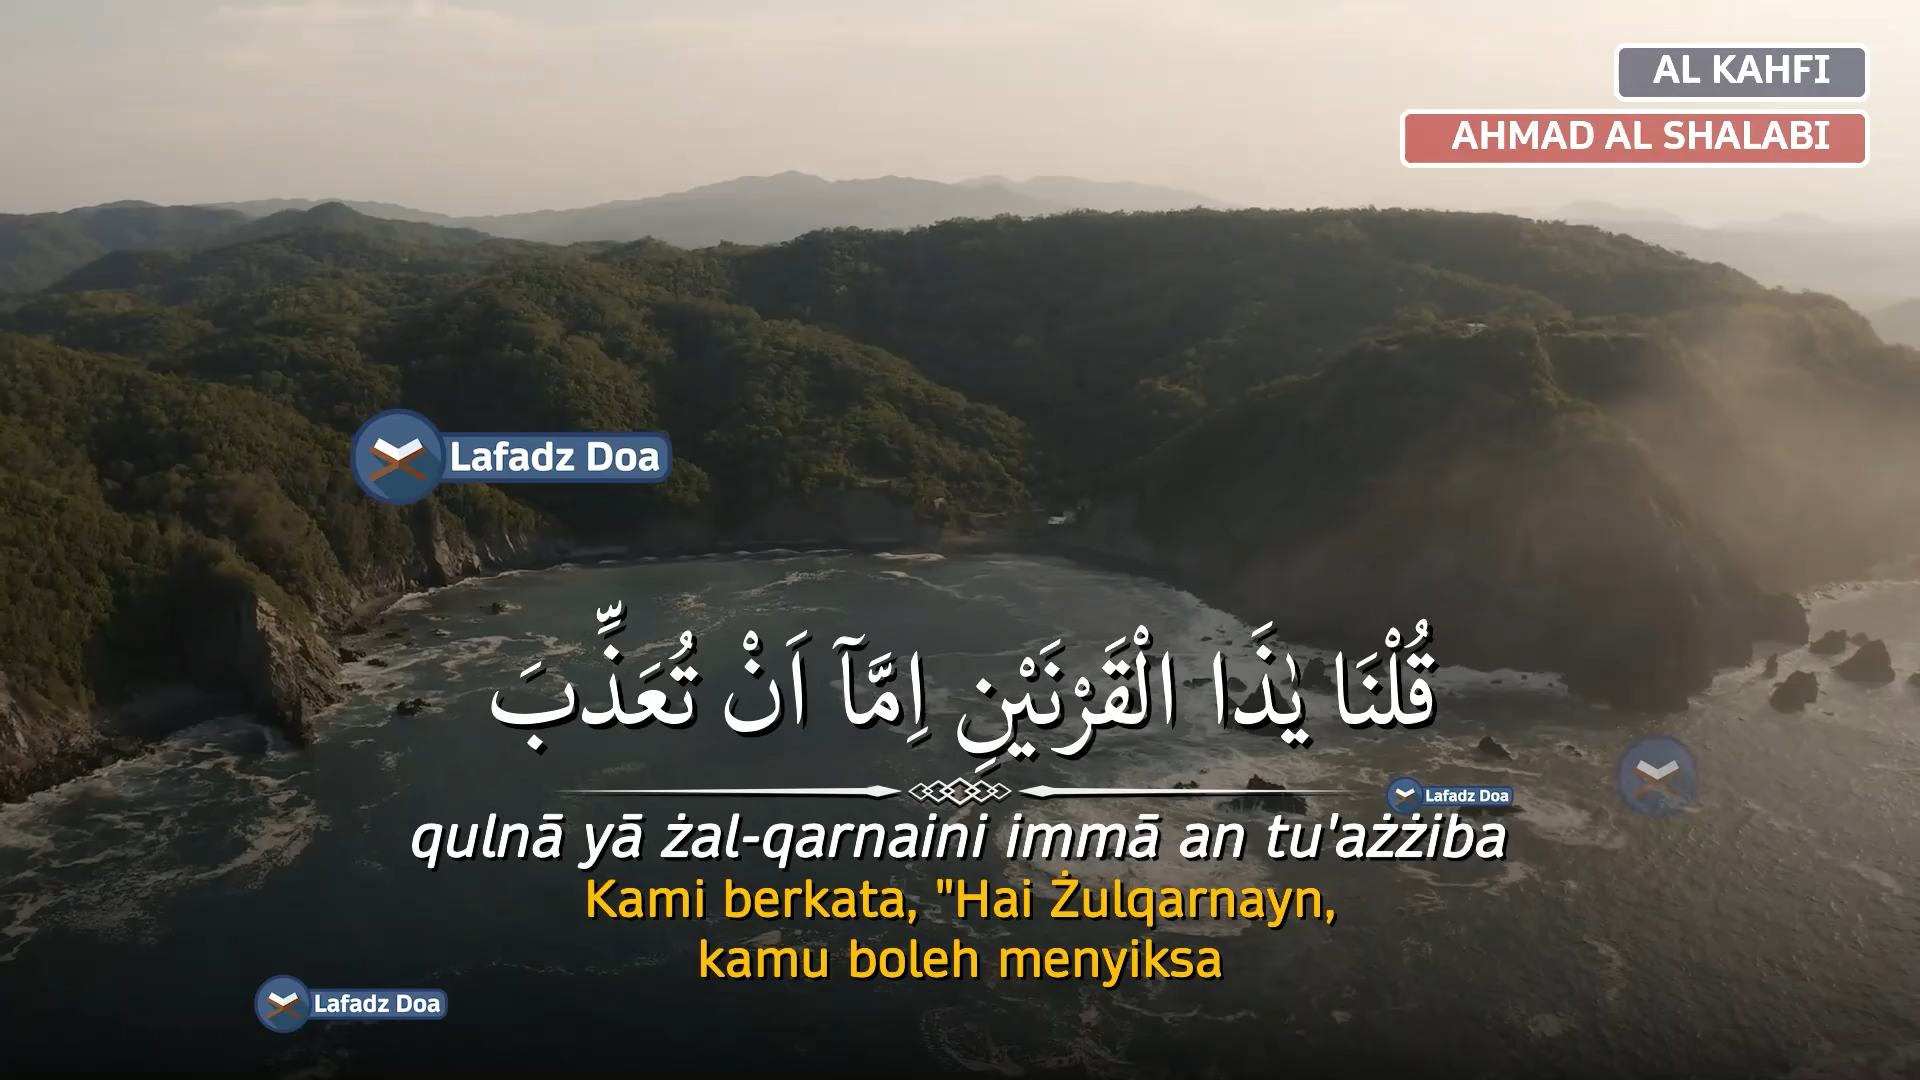 AL KAHFI
AHMAD AL SHALABI
Lafadz Doa
قُلْنَا يٰذَا الْقَرْنَيْنِ اِمَّآ اَنْ تُعَذِّبَ
Lafadz Doa
qulnā yā żal-qarnaini immā an tu'ażżiba
Kami berkata, "Hai Żulqarnayn,
kamu boleh menyiksa
Lafadz Doa